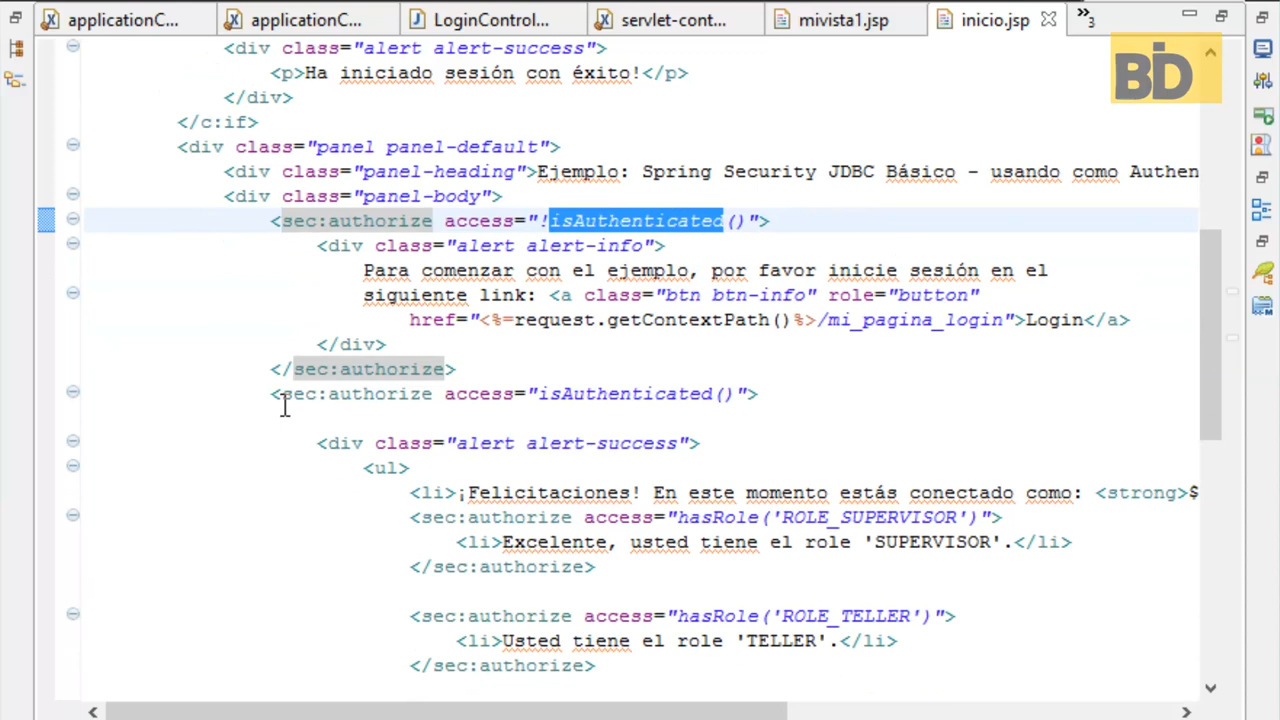 applicationC...
applicationC...
LoginControl...
servlet-cont...
mivista1.jsp
inicio.jsp
»3
BID
<div class="alert alert-success">
<p>Ha iniciado sesión con éxito!</p>
</div>
</c:if>
<div class="panel panel-default">
<div class="panel-heading">Ejemplo: Spring Security JDBC Básico - usando como Authen
<div class="panel-body">
<sec:authorize access="!isAuthenticated()">
<div class="alert alert-info">
Para comenzar con el ejemplo, por favor inicie sesión en el
siguiente link: <a class="btn btn-info" role="button"
href="<%=request.getContextPath()%>/mi_pagina_login">Login</a>
</div>
</sec:authorize>
<sec:authorize access="isAuthenticated()">
<div class="alert alert-success">
<ul>
<li>¡Felicitaciones! En este momento estás conectado como: <strong>$
<sec:authorize access="hasRole('ROLE_SUPERVISOR')">
<li>Excelente, usted tiene el role 'SUPERVISOR'.</li>
</sec:authorize>
<sec:authorize access="hasRole('ROLE_TELLER')">
<li>Usted tiene el role 'TELLER'.</li>
</sec:authorize>